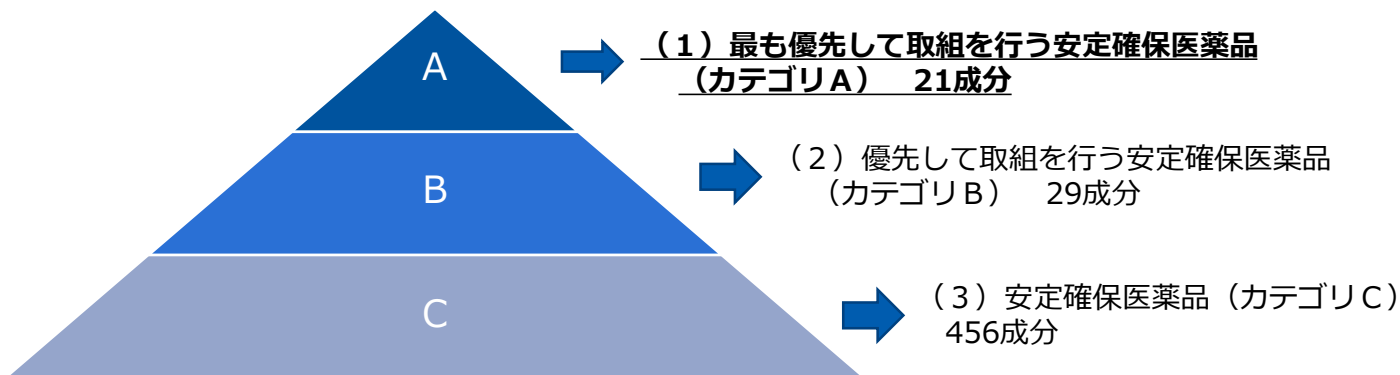 A
（１）最も優先して取組を行う安定確保医薬品
（カテゴリＡ）　21成分
B
（２）優先して取組を行う安定確保医薬品
（カテゴリＢ）　29成分
C
（３）安定確保医薬品（カテゴリＣ）
456成分